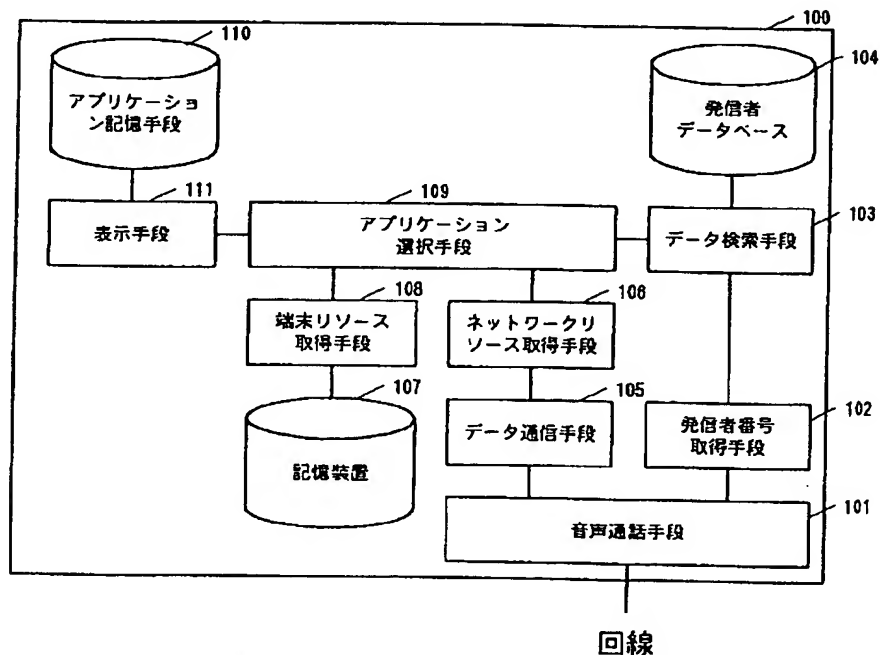 100
110
104
アプリケーショ
ン記憶手段
発信者
データベース
111
109
103
表示手段
アプリケーション
選択手段
データ検索手段
108
106
端末リソース
取得手段
ネットワークリ
ソース取得手段
107
105
102
記憶装置
データ通信手段
発信者番号
取得手段
101
音声通話手段
回線